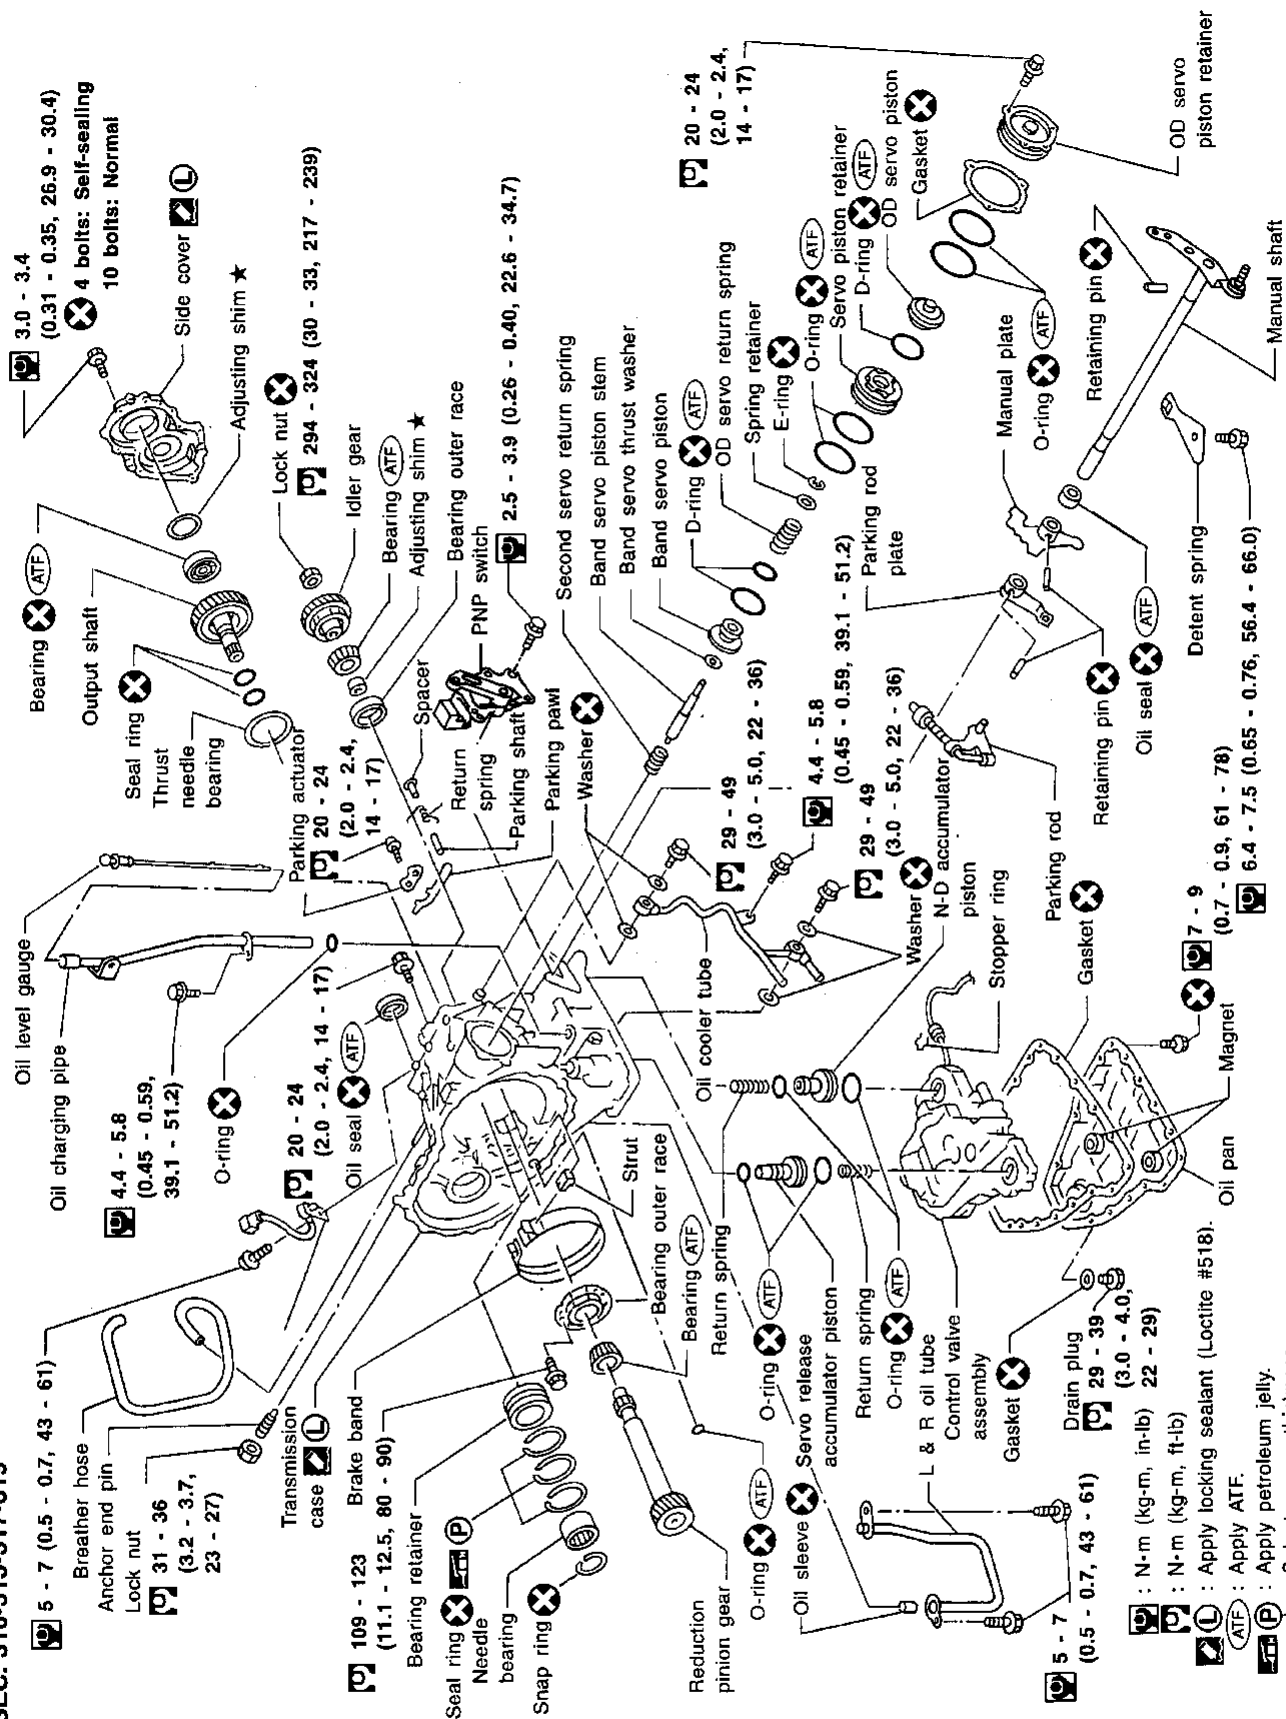 5 - 7 (0.5 - 0.7, 43 - 61)
Breather hose
Anchor end pin
Lock nut
31 - 36
(3.2 - 3.7,
23 - 27)
Transmission
case L
109 - 123
(11.1 - 12.5, 80 - 90)
Brake band
Bearing retainer
Seal ring P
Needle
bearing
Snap ring
Reduction
pinion gear
O-ring ATF
Oil sleeve
5 - 7
(0.5 - 0.7, 43 - 61)
Oil level gauge
Oil charging pipe
4.4 - 5.8
(0.45 - 0.59,
39.1 - 51.2)
O-ring
20 - 24
(2.0 - 2.4, 14 - 17)
Oil seal ATF
Strut
Bearing outer race
Bearing ATF
Return spring
O-ring ATF
Servo release
accumulator piston
Return spring
O-ring ATF
L & R oil tube
Control valve
assembly
Gasket
Drain plug
29 - 39
(3.0 - 4.0,
22 - 29)
Bearing ATF
Output shaft
Seal ring
Thrust
needle
bearing
Parking actuator
20 - 24
(2.0 - 2.4,
14 - 17)
Spacer
Return
spring
Parking shaft
Parking pawl
Washer
29 - 49
(3.0 - 5.0, 22 - 36)
4.4 - 5.8
(0.45 - 0.59, 39.1 - 51.2)
29 - 49
(3.0 - 5.0, 22 - 36)
Oil cooler tube
Washer
N-D accumulator
piston
Stopper ring
Parking rod
Gasket
7 - 9
(0.7 - 0.9, 61 - 78)
Magnet
Oil pan
3.0 - 3.4
(0.31 - 0.35, 26.9 - 30.4)
4 bolts: Self-sealing
10 bolts: Normal
Side cover L
Adjusting shim ★
Lock nut
294 - 324 (30 - 33, 217 - 239)
Idler gear
Bearing ATF
Adjusting shim ★
Bearing outer race
PNP switch
2.5 - 3.9 (0.26 - 0.40, 22.6 - 34.7)
Second servo return spring
Band servo piston stem
Band servo thrust washer
Band servo piston
D-ring ATF
OD servo return spring
Spring retainer
E-ring
O-ring ATF
Servo piston retainer
D-ring ATF
OD servo piston
Gasket
20 - 24
(2.0 - 2.4,
14 - 17)
OD servo
piston retainer
Parking rod
plate
Manual plate
O-ring ATF
Retaining pin
Manual shaft
Retaining pin
Oil seal ATF
Detent spring
6.4 - 7.5 (0.65 - 0.76, 56.4 - 66.0)
: N•m (kg-m, in-lb)
: N•m (kg-m, ft-lb)
L : Apply locking sealant (Loctite #518).
ATF : Apply ATF.
P : Apply petroleum jelly.